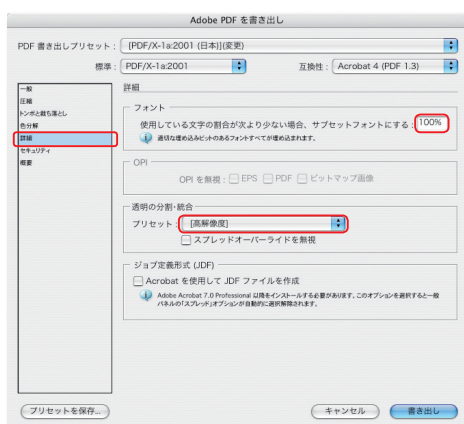 Adobe PDF を書き出し
PDF 書き出しプリセット： [PDF/X-1a:2001 (日本)](変更)
標準： PDF/X-1a:2001 互換性： Acrobat 4 (PDF 1.3)
一般
圧縮
トンボと裁ち落とし
色分解
詳細
セキュリティ
概要
詳細
フォント
使用している文字の割合が次より少ない場合、サブセットフォントにする： 100%
適切な埋め込みビットのあるフォントすべてが埋め込まれます。
OPI
OPI を無視： EPS PDF ビットマップ画像
透明の分割・統合
プリセット： [高解像度]
スプレッドオーバーライドを無視
ジョブ定義形式 (JDF)
Acrobat を使用して JDF ファイルを作成
Adobe Acrobat 7.0 Professional 以降をインストールする必要があります。このオプションを選択すると一般
パネルの「スプレッド」オプションが自動的に選択解除されます。
プリセットを保存... キャンセル 書き出し